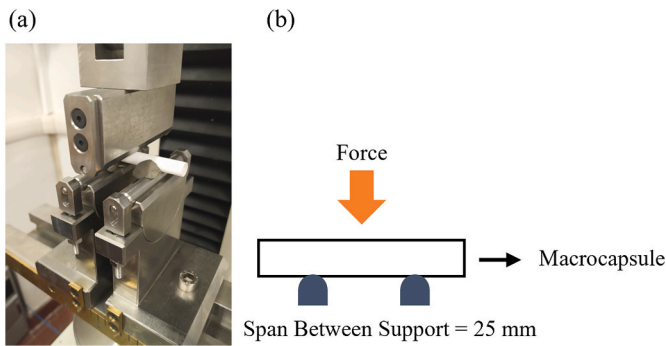 (a)
(b)
Force
Macrocapsule
Span Between Support = 25 mm